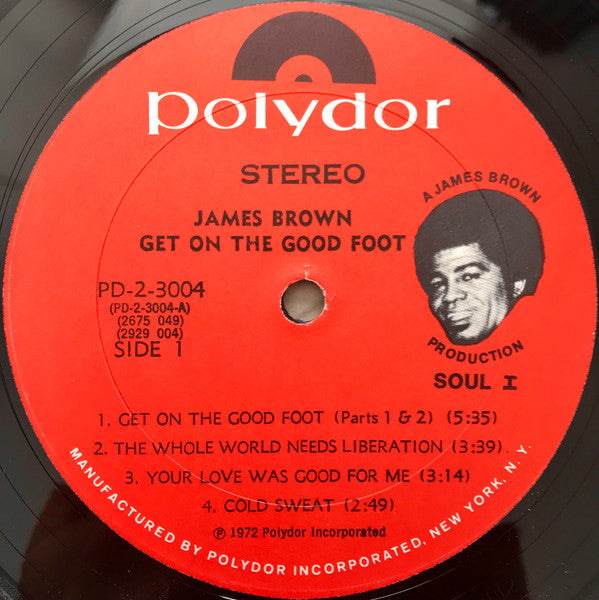 polydor
STEREO
JAMES BROWN
GET ON THE GOOD FOOT
A JAMES BROWN
PRODUCTION
PD-2-3004
(PD-2-3004-A)
(2675 049)
(2929 004)
SIDE 1
SOUL I
1. GET ON THE GOOD FOOT (Parts 1 & 2) (5:35)
2. THE WHOLE WORLD NEEDS LIBERATION (3:39).
3. YOUR LOVE WAS GOOD FOR ME (3:14)
4. COLD SWEAT (2:49)
℗ 1972 Polydor Incorporated
MANUFACTURED BY POLYDOR INCORPORATED, NEW YORK, N. Y.